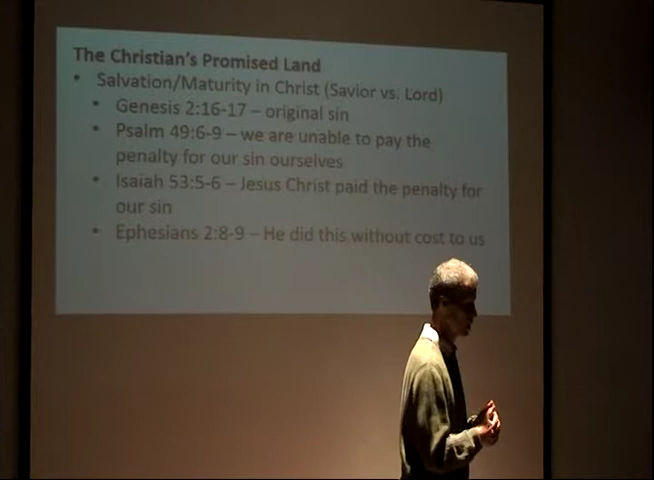 The Christian's Promised Land
• Salvation/Maturity in Christ (Savior vs. Lord)
• Genesis 2:16-17 – original sin
• Psalm 49:6-9 – we are unable to pay the
penalty for our sin ourselves
• Isaiah 53:5-6 – Jesus Christ paid the penalty for
our sin
• Ephesians 2:8-9 – He did this without cost to us